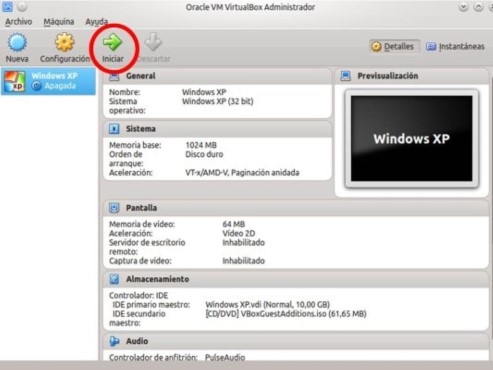 Oracle VM VirtualBox Administrador
Archivo Máquina Ayuda
Nueva Configuración Iniciar Descartar
Detalles Instantáneas
Windows XP
Apagada
General
Nombre: Windows XP
Sistema Windows XP (32 bit)
operativo:
Previsualización
Windows XP
Sistema
Memoria base: 1024 MB
Orden de Disco duro
arranque:
Aceleración: VT-x/AMD-V, Paginación anidada
Pantalla
Memoria de vídeo: 64 MB
Aceleración: Vídeo 2D
Servidor de escritorio Inhabilitado
remoto:
Captura de video: Inhabilitado
Almacenamiento
Controlador: IDE
IDE primario maestro: Windows XP.vdi (Normal, 10,00 GB)
IDE secundario [CD/DVD] VBoxGuestAdditions.iso (61,65 MB)
maestro:
Audio
Controlador de anfitrión: PulseAudio